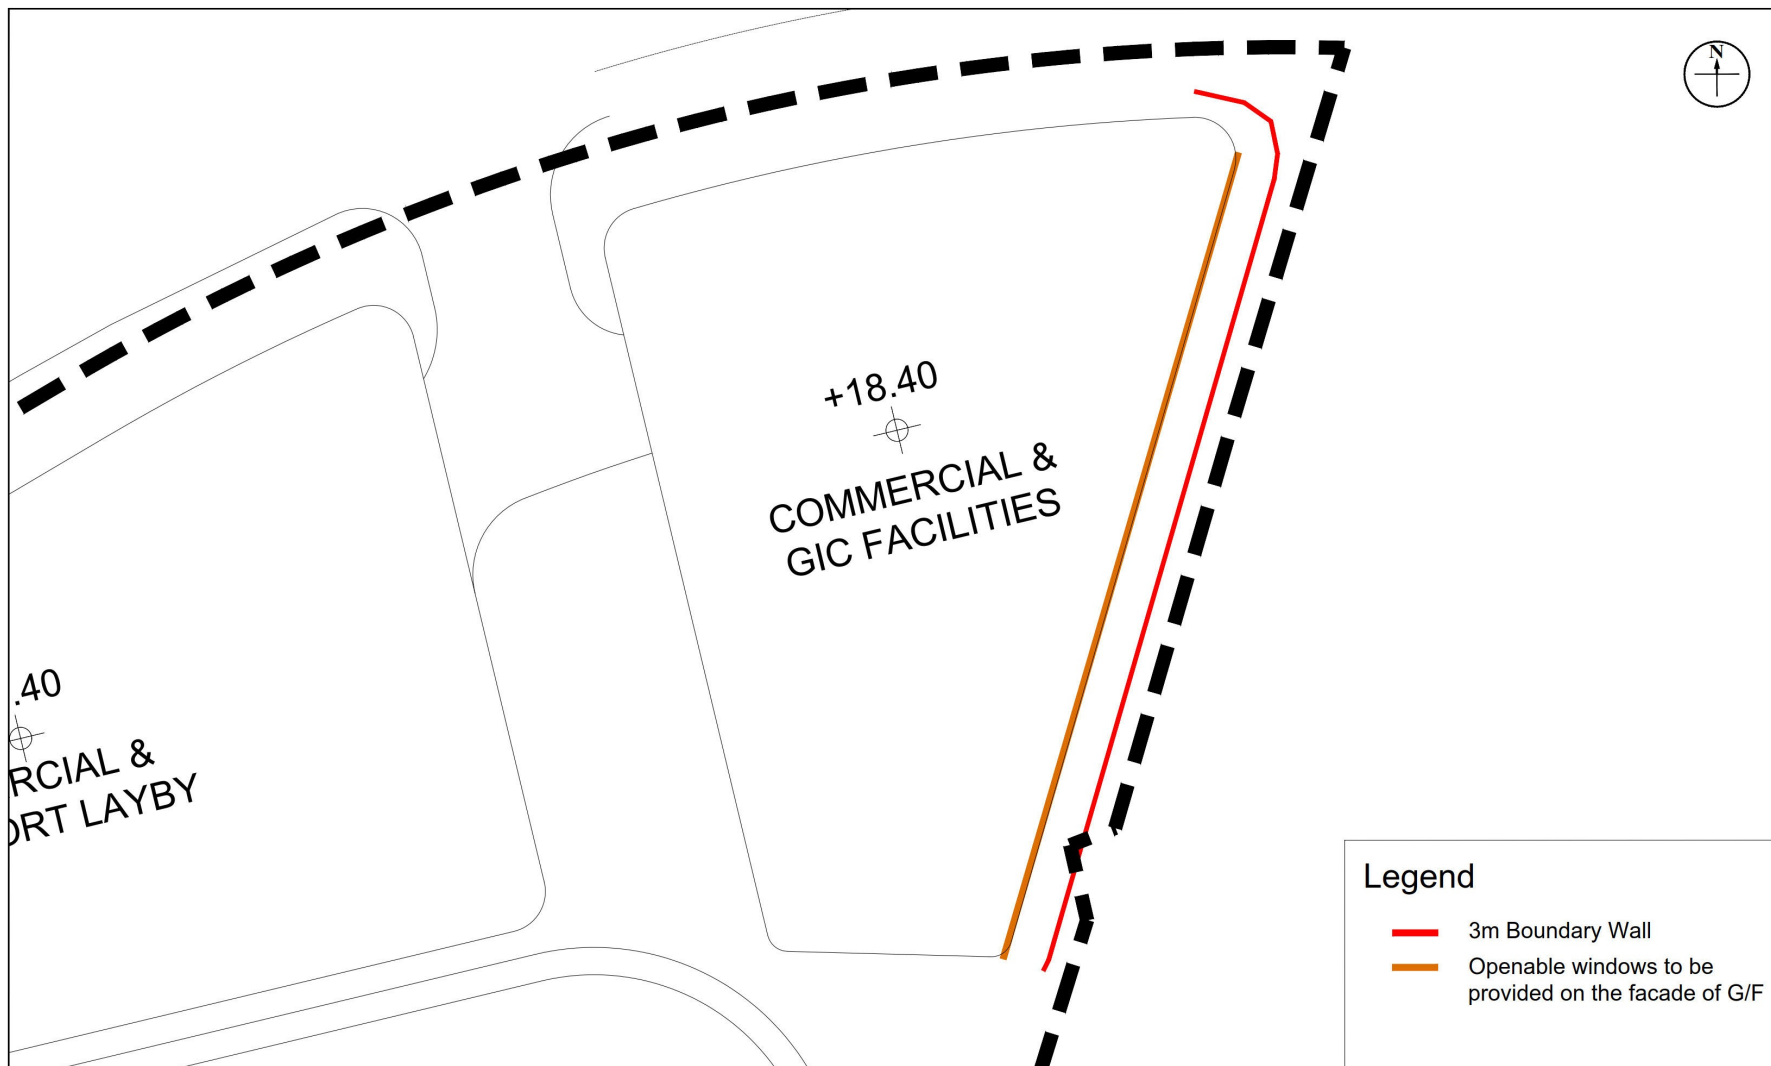 N
+18.40
COMMERCIAL &
GIC FACILITIES
.40
RCIAL &
ORT LAYBY
Legend
3m Boundary Wall
Openable windows to be
provided on the facade of G/F